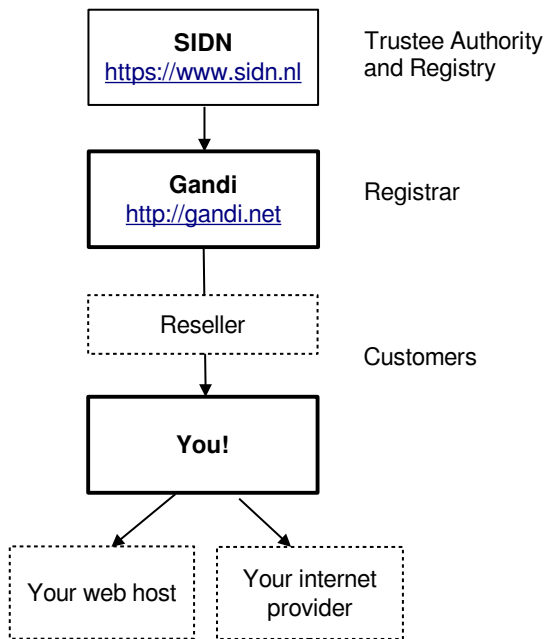 SIDN
https://www.sidn.nl
Trustee Authority
and Registry
Gandi
http://gandi.net
Registrar
Reseller
Customers
You!
Your web host
Your internet
provider